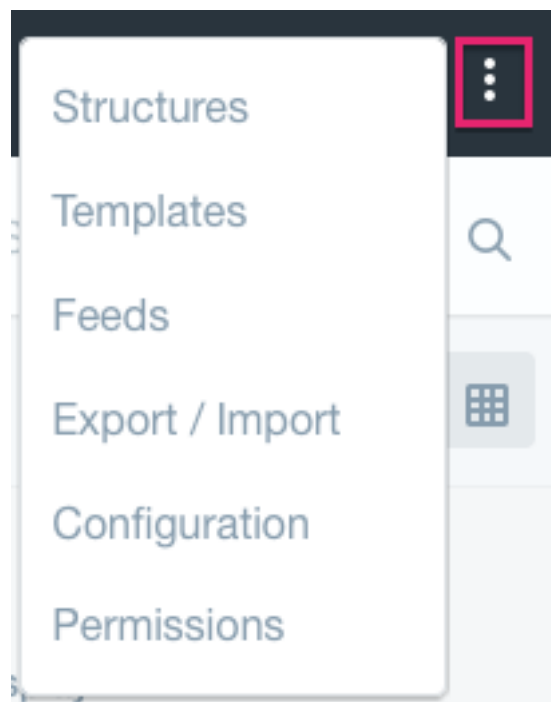 Structures
Templates
Feeds
Export / Import
Configuration
Permissions